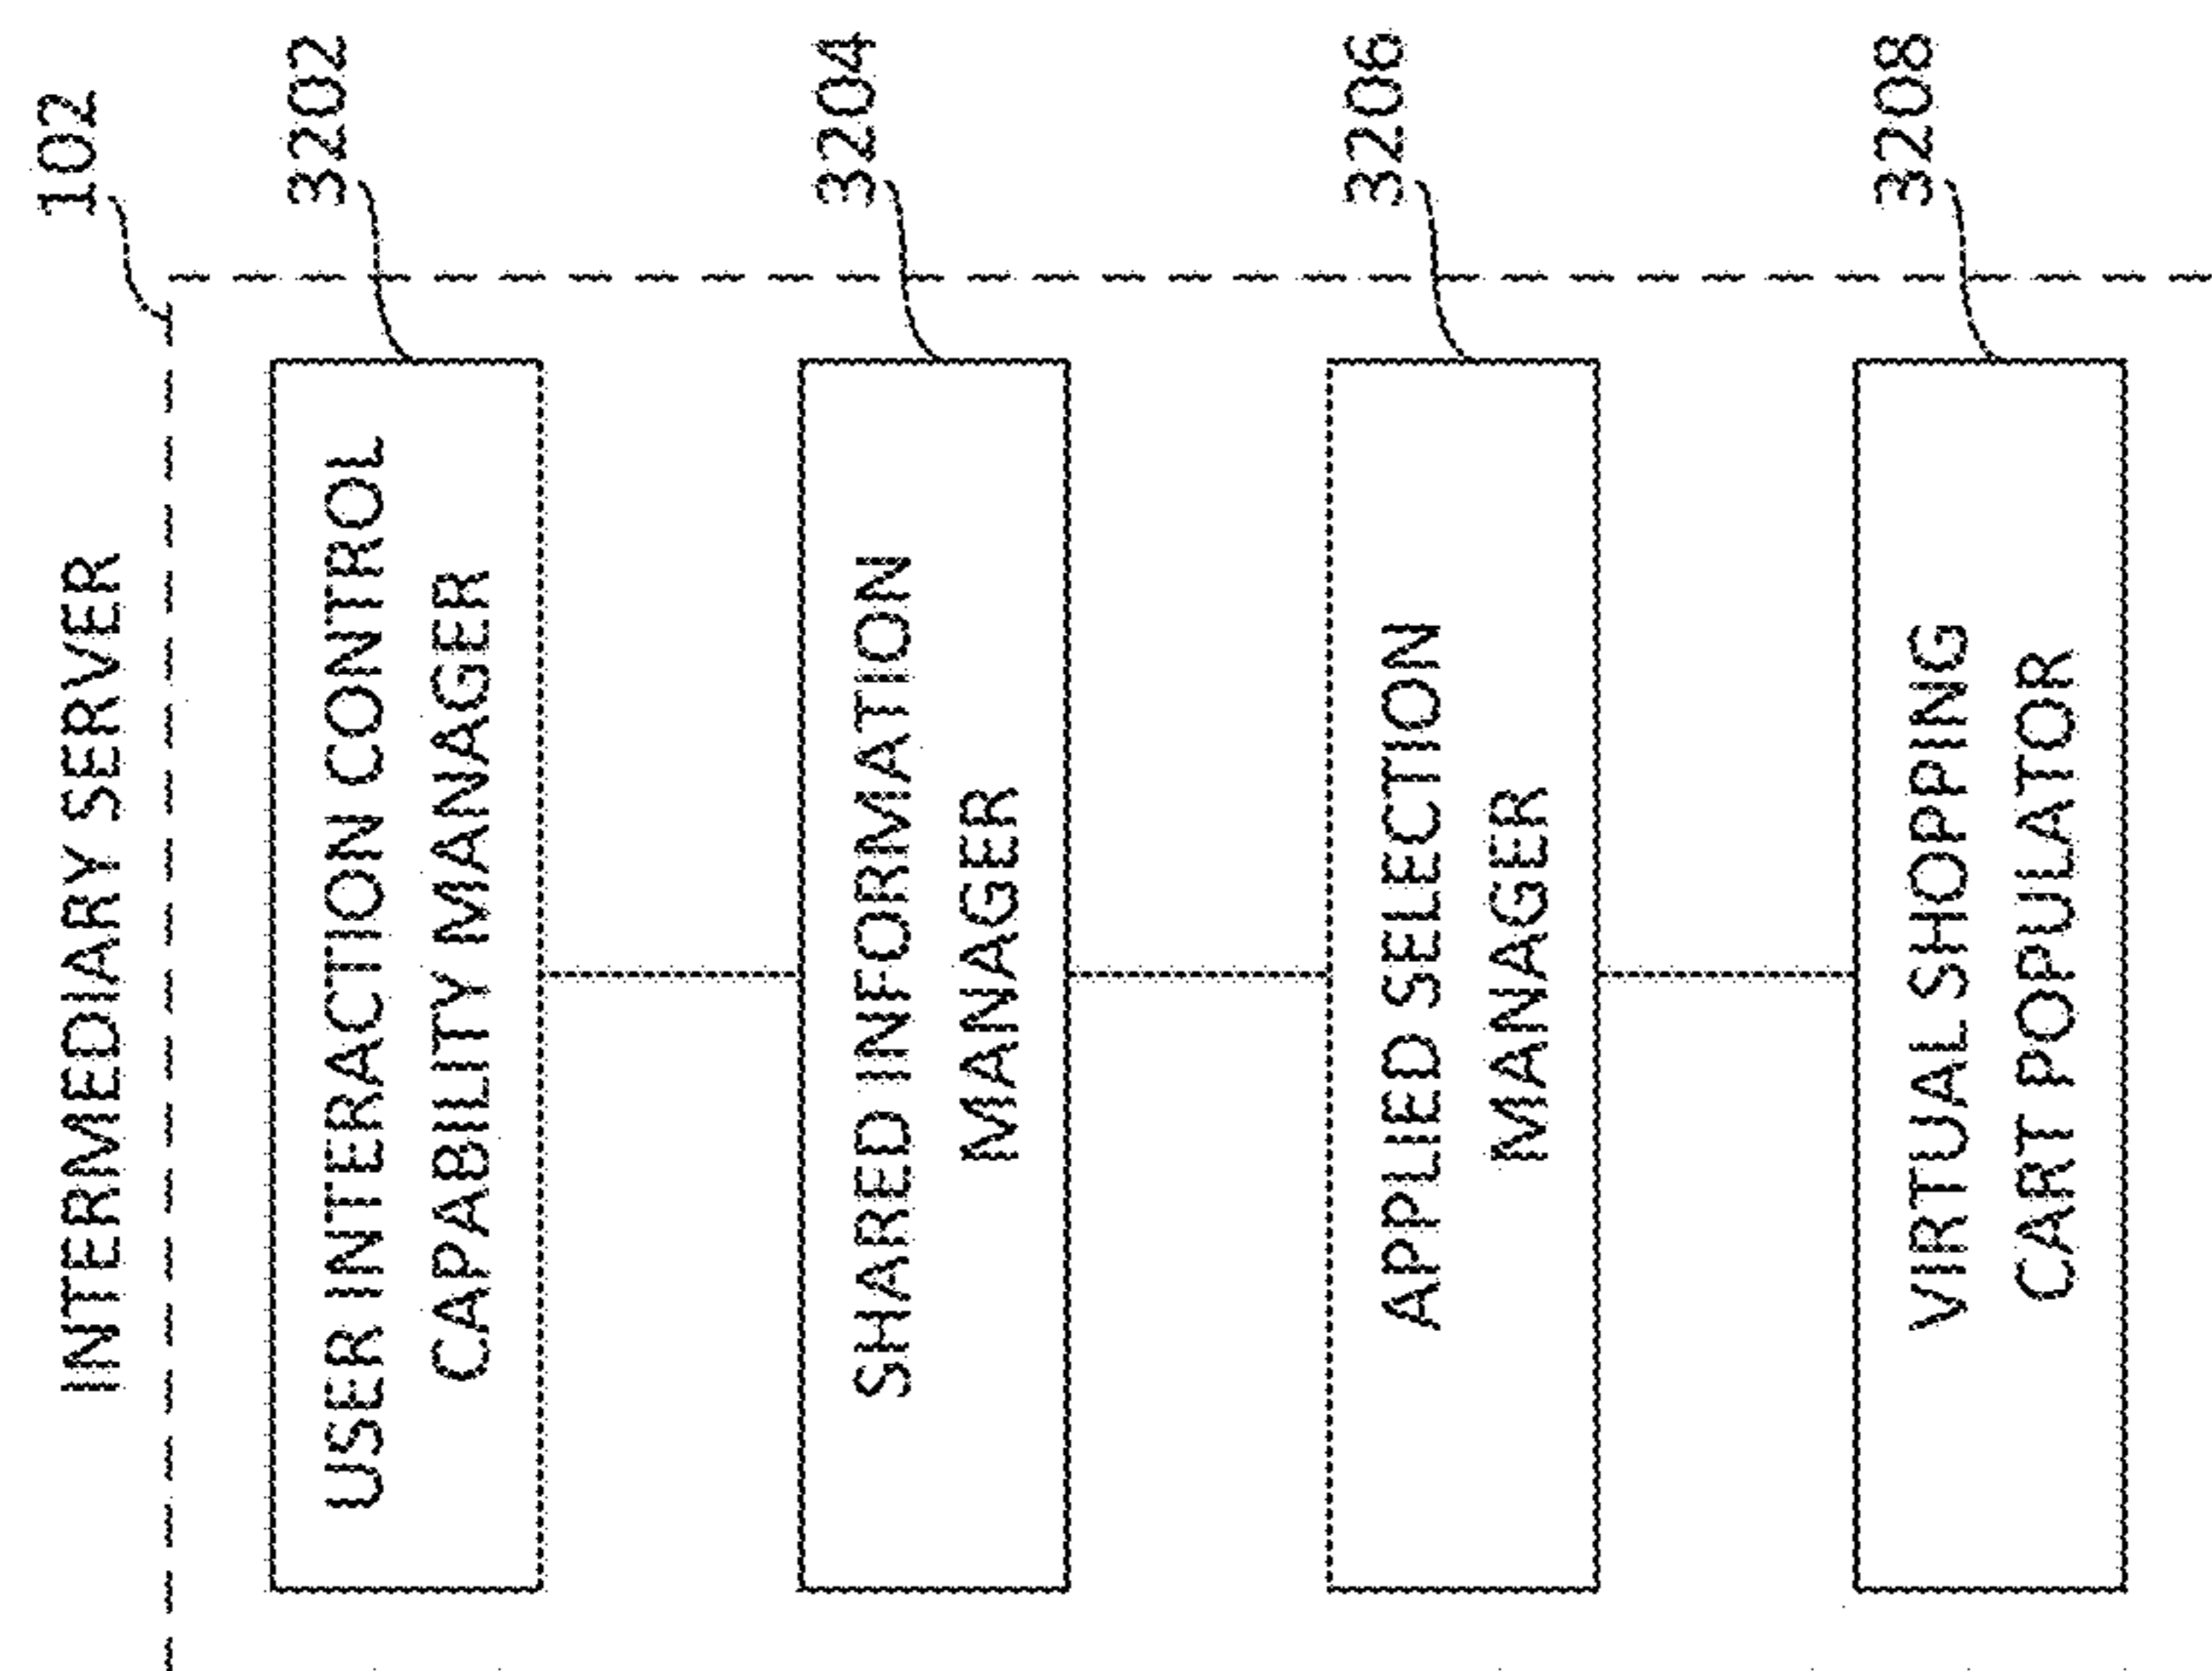 INTERMEDIARY SERVER
102
USER INTERACTION CONTROL
CAPABILITY MANAGER
3202
SHARED INFORMATION
MANAGER
3204
APPLIED SELECTION
MANAGER
3206
VIRTUAL SHOPPING
CART POPULATOR
3208